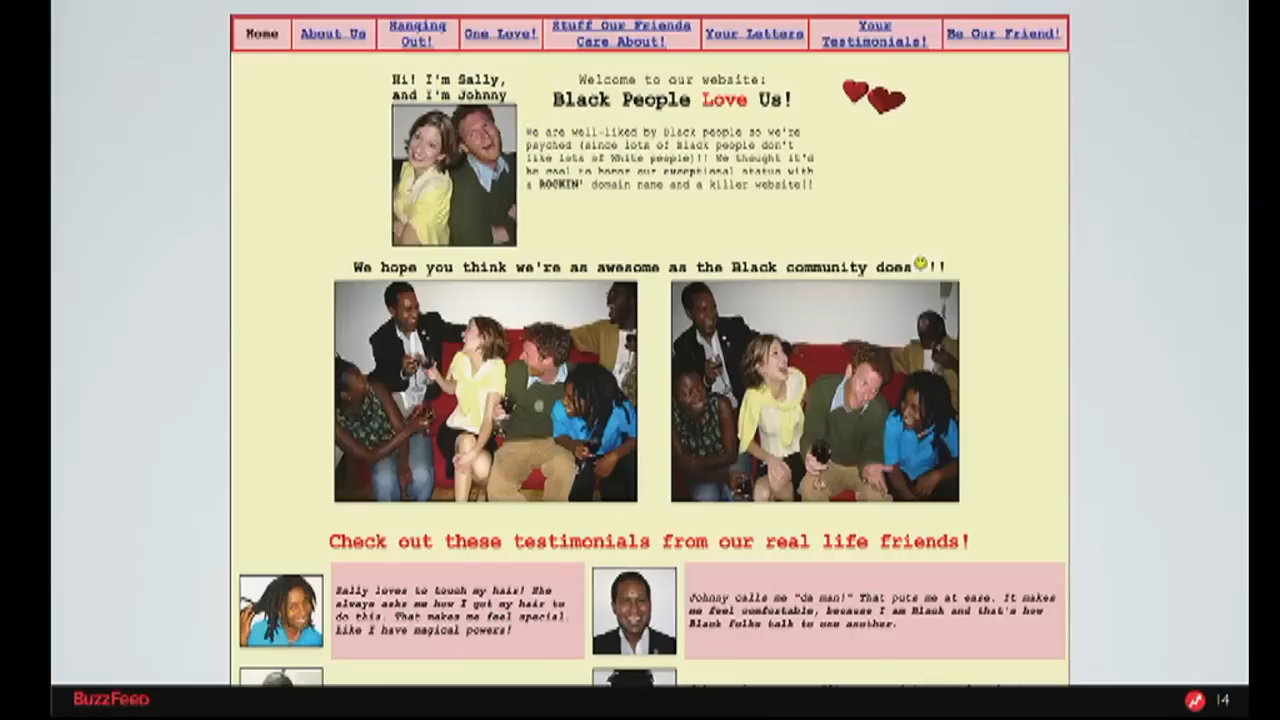 Home
About Us
Hanging
Out!
One Love!
Stuff Our Friends
Care About!
Your Letters
Your
Testimonials!
Be Our Friend!
Hi! I'm Sally,
and I'm Johnny
Welcome to our website:
Black People Love Us!
We are well-liked by Black people so we're
psyched (since lots of Black people don't
like lots of White people)!! We thought it'd
be cool to honor our exceptional status with
a ROCKIN' domain name and a killer website!!
We hope you think we're as awesome as the Black community does!!
Check out these testimonials from our real life friends!
Sally loves to touch my hair! She
always asks me how I got my hair to
do this. That makes me feel special.
Like I have magical powers!
Johnny calls me "da man!" That puts me at ease. It makes
me feel comfortable, because I am Black and that's how
Black folks talk to one another.
BuzzFeed
14